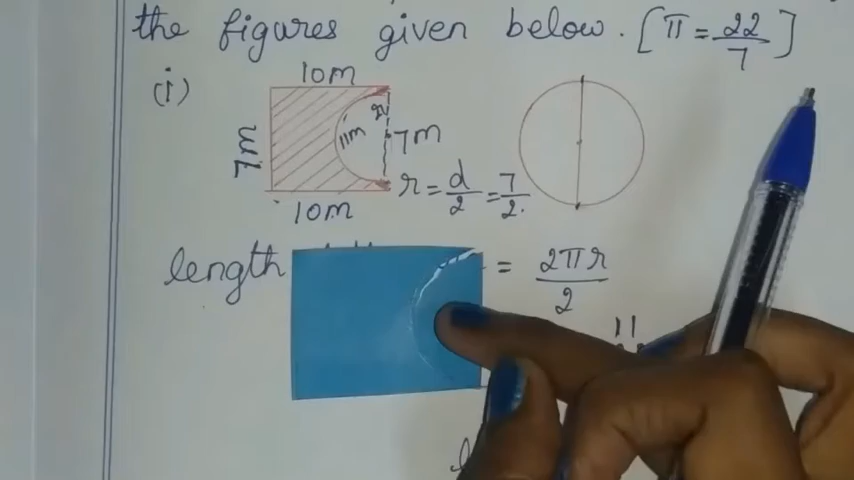 the figures given below. [π = 22/7]
(i)
10m
7m
11m
r
7m
10m
r = d/2 = 7/2.
length = 2πr/2